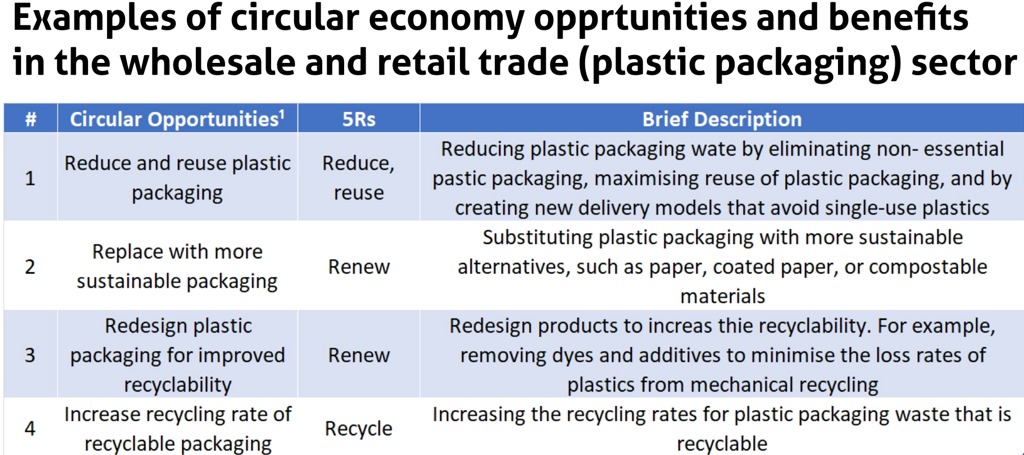 Examples of circular economy opprtunities and benefits
in the wholesale and retail trade (plastic packaging) sector
# Circular Opportunities¹ 5Rs Brief Description
1
Reduce and reuse plastic
packaging
Reduce,
reuse
Reducing plastic packaging wate by eliminating non- essential
pastic packaging, maximising reuse of plastic packaging, and by
creating new delivery models that avoid single-use plastics
2
Replace with more
sustainable packaging
Renew
Substituting plastic packaging with more sustainable
alternatives, such as paper, coated paper, or compostable
materials
3
Redesign plastic
packaging for improved
recyclability
Renew
Redesign products to increas thie recyclability. For example,
removing dyes and additives to minimise the loss rates of
plastics from mechanical recycling
4
Increase recycling rate of
recyclable packaging
Recycle
Increasing the recycling rates for plastic packaging waste that is
recyclable